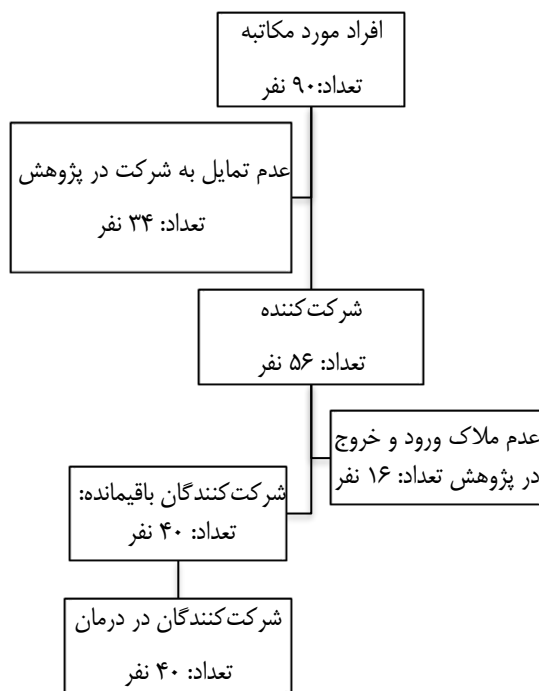 افراد مورد مکاتبه
تعداد:۹۰ نفر
عدم تمایل به شرکت در پژوهش
تعداد: ۳۴ نفر
شرکت‌کننده
تعداد: ۵۶ نفر
عدم ملاک ورود و خروج
در پژوهش تعداد: ۱۶ نفر
شرکت‌کنندگان باقیمانده:
تعداد: ۴۰ نفر
شرکت‌کنندگان در درمان
تعداد: ۴۰ نفر